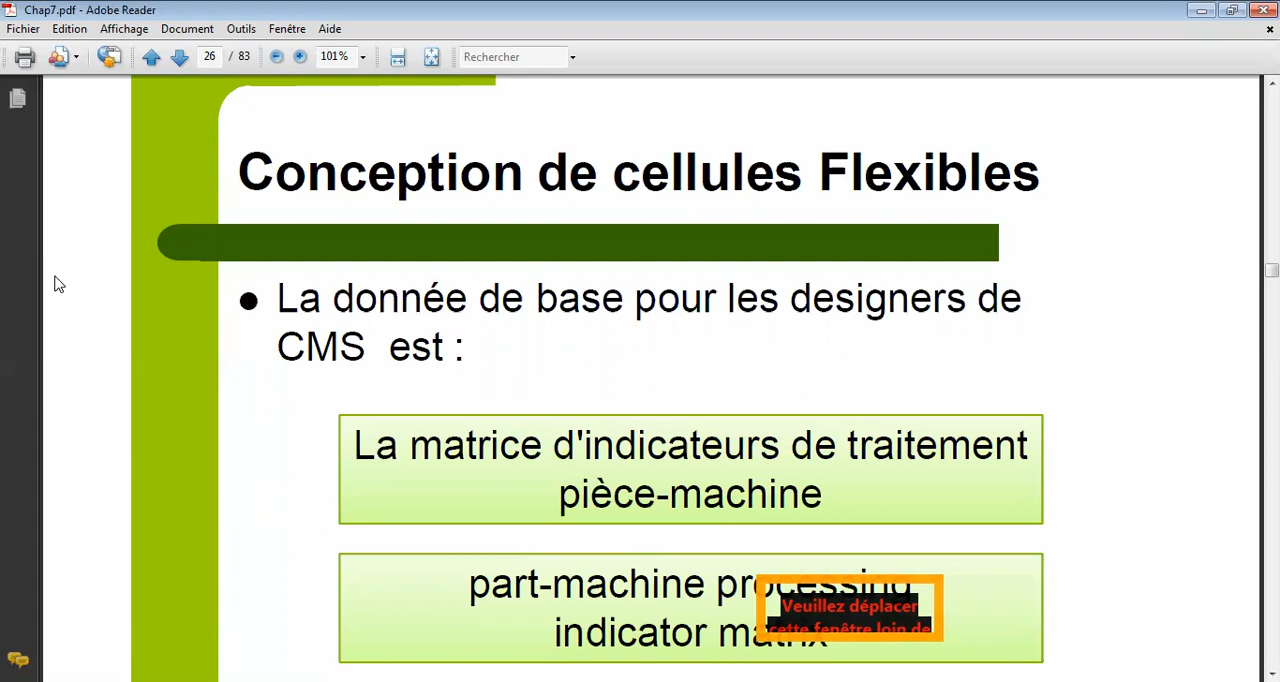 Chap7.pdf - Adobe Reader
Fichier Edition Affichage Document Outils Fenêtre Aide
26 / 83 101% Rechercher
Conception de cellules Flexibles
La donnée de base pour les designers de
CMS est :
La matrice d'indicateurs de traitement
pièce-machine
part-machine processing
indicator matrix
Veuillez déplacer
cette fenêtre loin de